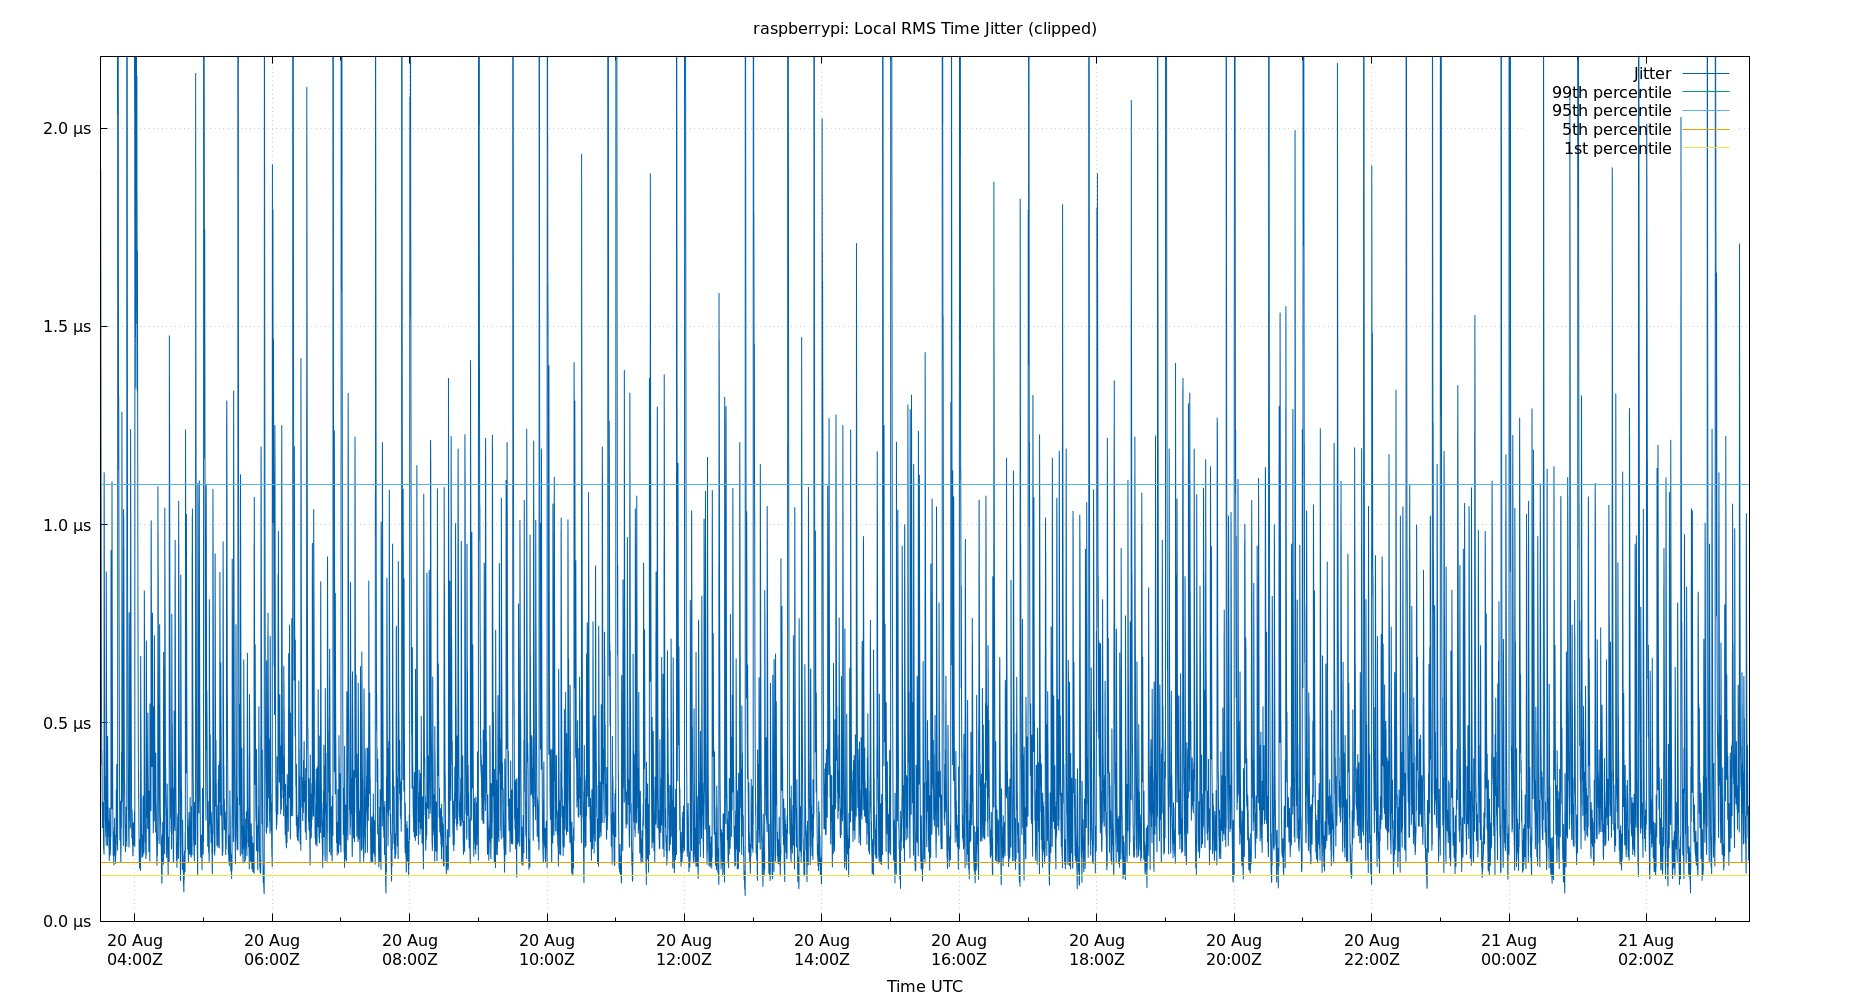 raspberrypi: Local RMS Time Jitter (clipped)
Jitter
99th percentile
95th percentile
5th percentile
1st percentile
2.0 µs
1.5 µs
1.0 µs
0.5 µs
0.0 µs
20 Aug 20 Aug 20 Aug 20 Aug 20 Aug 20 Aug 20 Aug 20 Aug 20 Aug 20 Aug 21 Aug 21 Aug
04:00Z 06:00Z 08:00Z 10:00Z 12:00Z 14:00Z 16:00Z 18:00Z 20:00Z 22:00Z 00:00Z 02:00Z
Time UTC